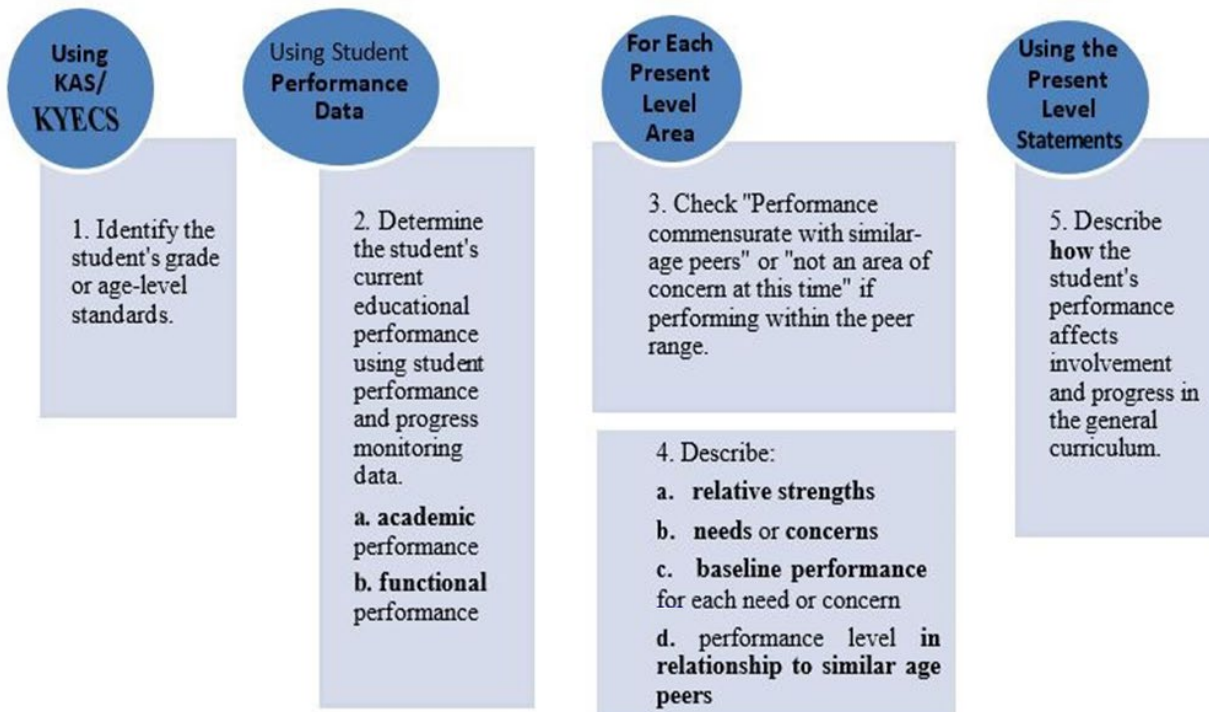 Using
KAS/
KYECS
1. Identify the
student's grade
or age-level
standards.
Using Student
Performance
Data
2. Determine
the student's
current
educational
performance
using student
performance
and progress
monitoring
data.
a. academic
performance
b. functional
performance
For Each
Present
Level
Area
3. Check "Performance
commensurate with similar-
age peers" or "not an area of
concern at this time" if
performing within the peer
range.
4. Describe:
a. relative strengths
b. needs or concerns
c. baseline performance
for each need or concern
d. performance level in
relationship to similar age
peers
Using the
Present
Level
Statements
5. Describe
how the
student's
performance
affects
involvement
and progress in
the general
curriculum.